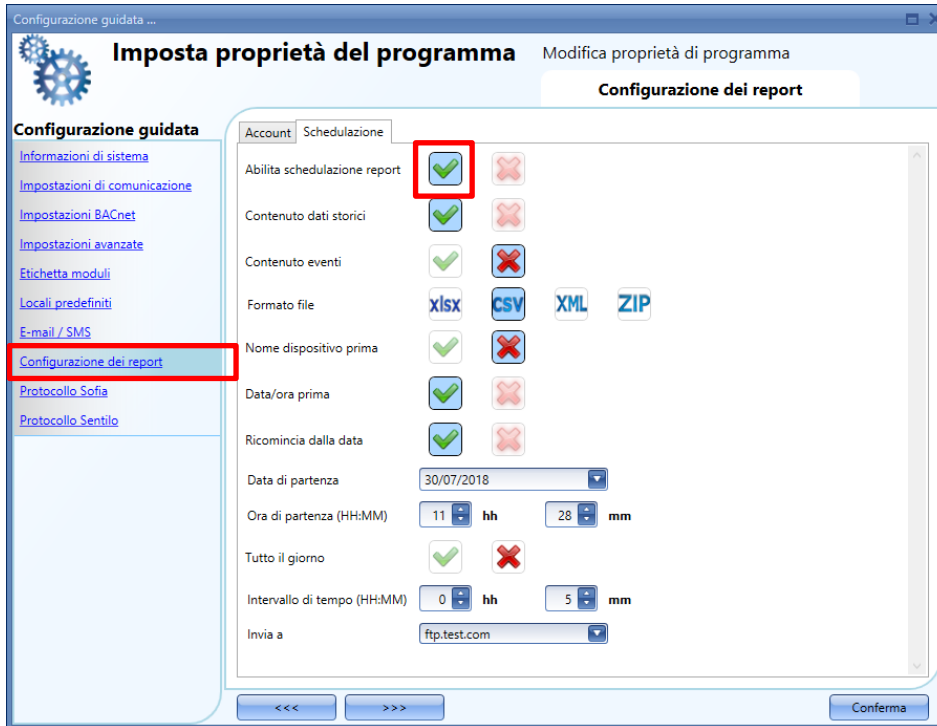 Configurazione guidata ...
Imposta proprietà del programma
Modifica proprietà di programma
Configurazione dei report
Configurazione guidata
Informazioni di sistema
Impostazioni di comunicazione
Impostazioni BACnet
Impostazioni avanzate
Etichetta moduli
Locali predefiniti
E-mail / SMS
Configurazione dei report
Protocollo Sofia
Protocollo Sentilo
Account Schedulazione
Abilita schedulazione report
Contenuto dati storici
Contenuto eventi
Formato file xlsx CSV XML ZIP
Nome dispositivo prima
Data/ora prima
Ricomincia dalla data
Data di partenza 30/07/2018
Ora di partenza (HH:MM) 11 hh 28 mm
Tutto il giorno
Intervallo di tempo (HH:MM) 0 hh 5 mm
Invia a ftp.test.com
<<< >>> Conferma